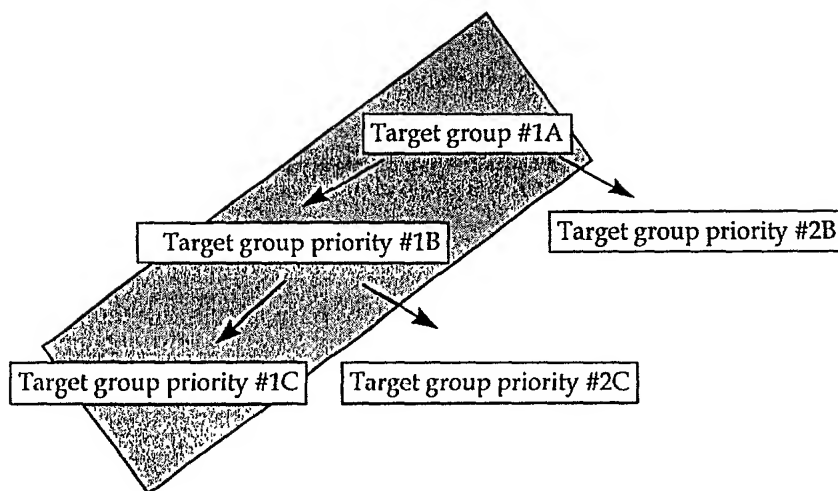 Target group #1A
Target group priority #2B
Target group priority #1B
Target group priority #1C
Target group priority #2C